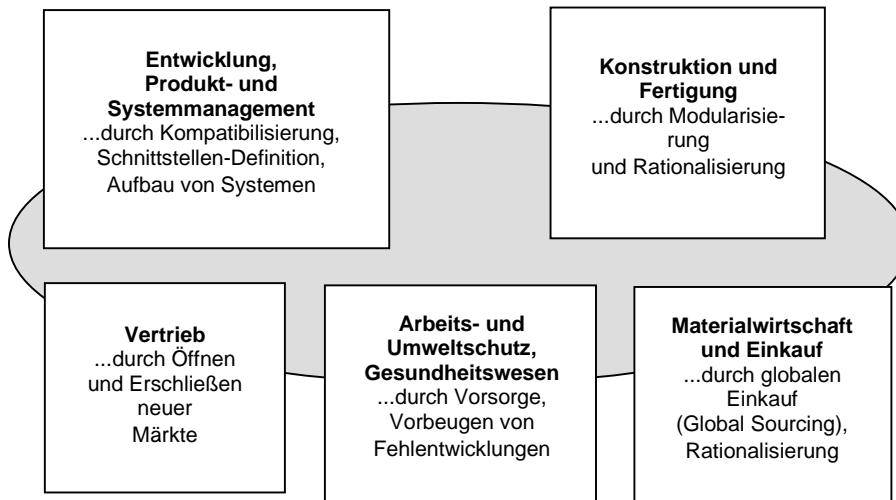 Entwicklung,
Produkt- und
Systemmanagement
...durch Kompatibilisierung,
Schnittstellen-Definition,
Aufbau von Systemen
Konstruktion und
Fertigung
...durch Modularisie-
rung
und Rationalisierung
Vertrieb
...durch Öffnen
und Erschließen
neuer
Märkte
Arbeits- und
Umweltschutz,
Gesundheitswesen
...durch Vorsorge,
Vorbeugen von
Fehlentwicklungen
Materialwirtschaft
und Einkauf
...durch globalen
Einkauf
(Global Sourcing),
Rationalisierung